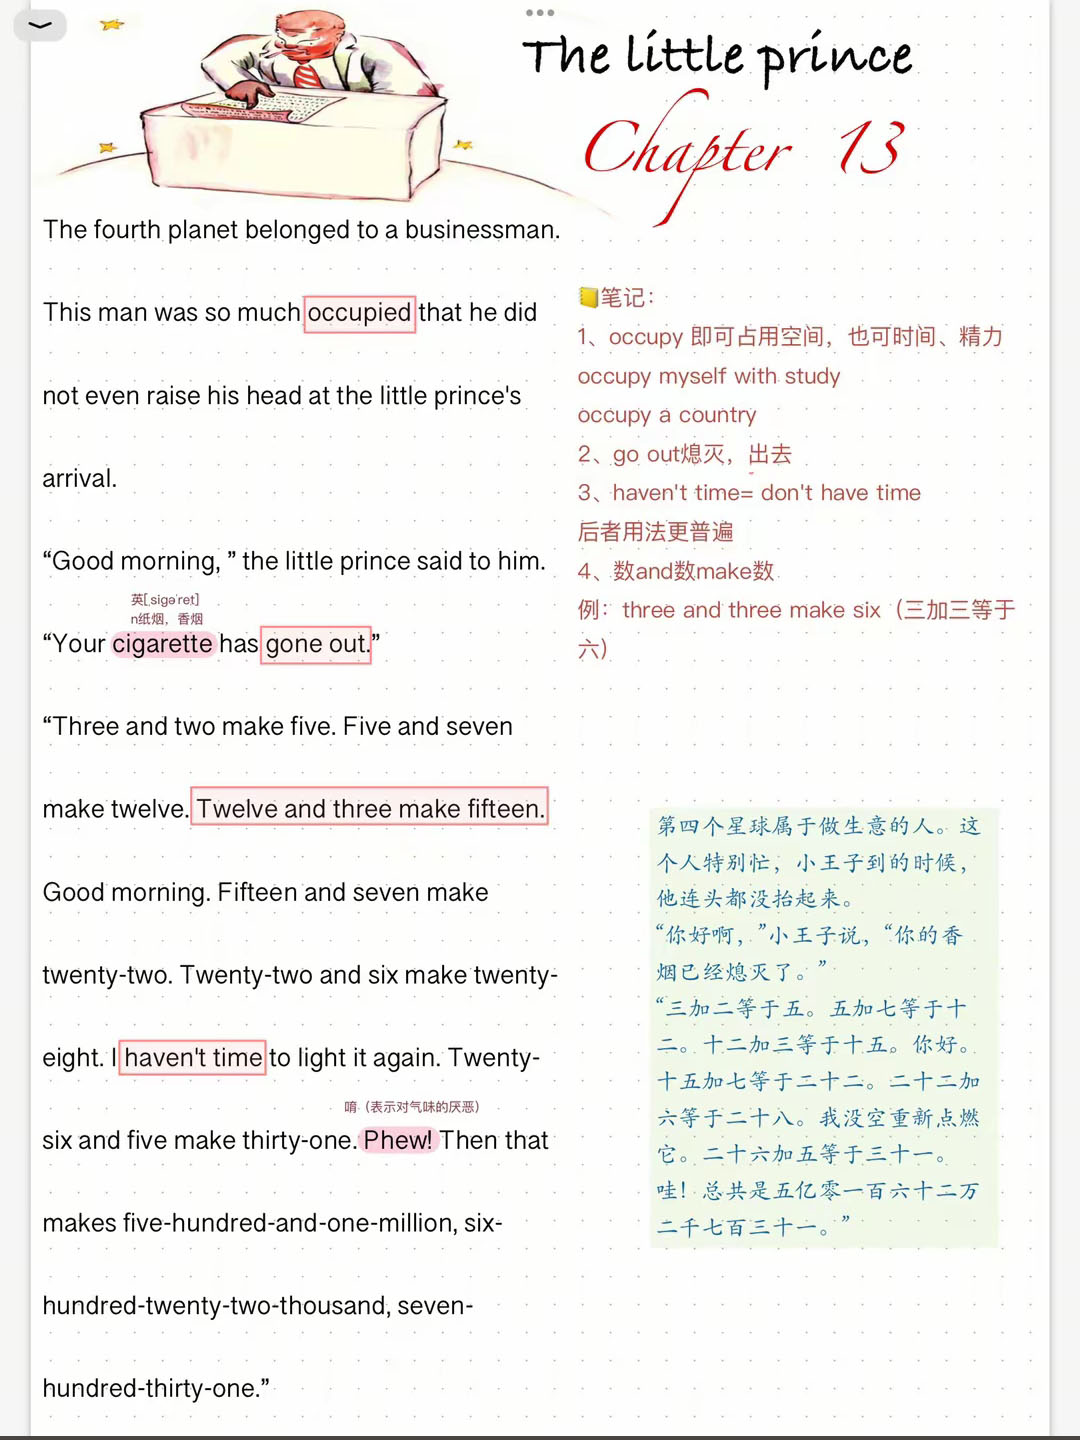 The little prince
Chapter 13
The fourth planet belonged to a businessman.
This man was so much occupied that he did
not even raise his head at the little prince's
arrival.
“Good morning, ” the little prince said to him.
英[ˌsigəˈret]
n纸烟，香烟
“Your cigarette has gone out.”
“Three and two make five. Five and seven
make twelve. Twelve and three make fifteen.
Good morning. Fifteen and seven make
twenty-two. Twenty-two and six make twenty-
eight. I haven't time to light it again. Twenty-
唷（表示对气味的厌恶）
six and five make thirty-one. Phew! Then that
makes five-hundred-and-one-million, six-
hundred-twenty-two-thousand, seven-
hundred-thirty-one.”
📒笔记：
1、occupy 即可占用空间，也可时间、精力
occupy myself with study
occupy a country
2、go out熄灭，出去
3、haven't time= don't have time
后者用法更普遍
4、数and数make数
例：three and three make six（三加三等于
六）
第四个星球属于做生意的人。这
个人特别忙，小王子到的时候，
他连头都没抬起来。
“你好啊，”小王子说，“你的香
烟已经熄灭了。”
“三加二等于五。五加七等于十
二。十二加三等于十五。你好。
十五加七等于二十二。二十二加
六等于二十八。我没空重新点燃
它。二十六加五等于三十一。
哇！总共是五亿零一百六十二万
二千七百三十一。”